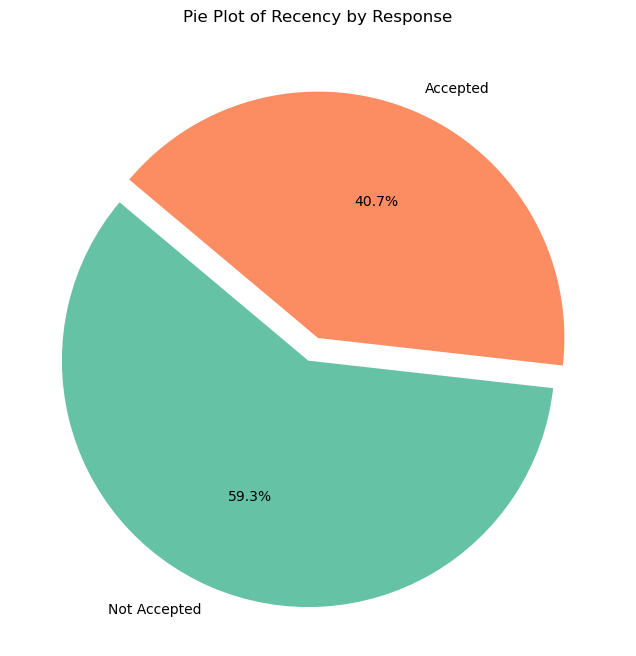 Pie Plot of Recency by Response
Accepted
40.7%
59.3%
Not Accepted